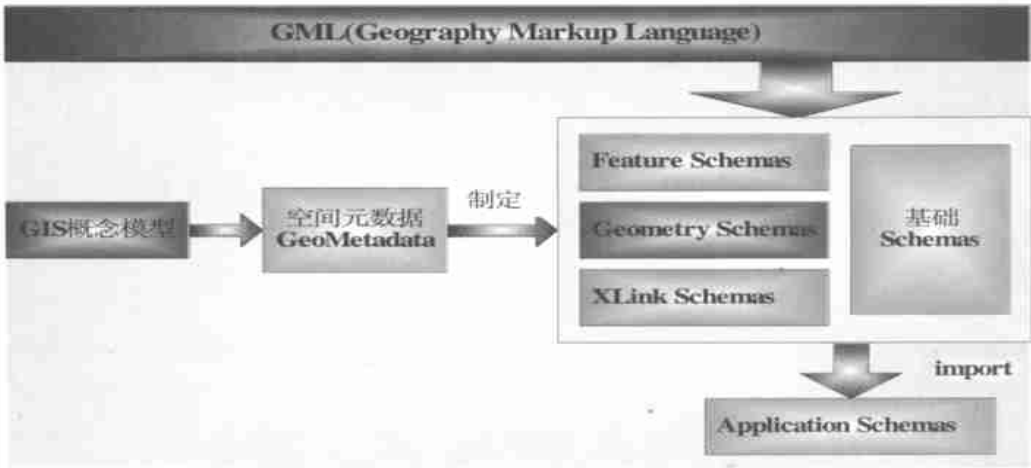 GML(Geography Markup Language)
Feature Schemas
制定
空间元数据
GeoMetadata
GIS概念模型
Geometry Schemas
基础
Schemas
XLink Schemas
import
Application Schemas